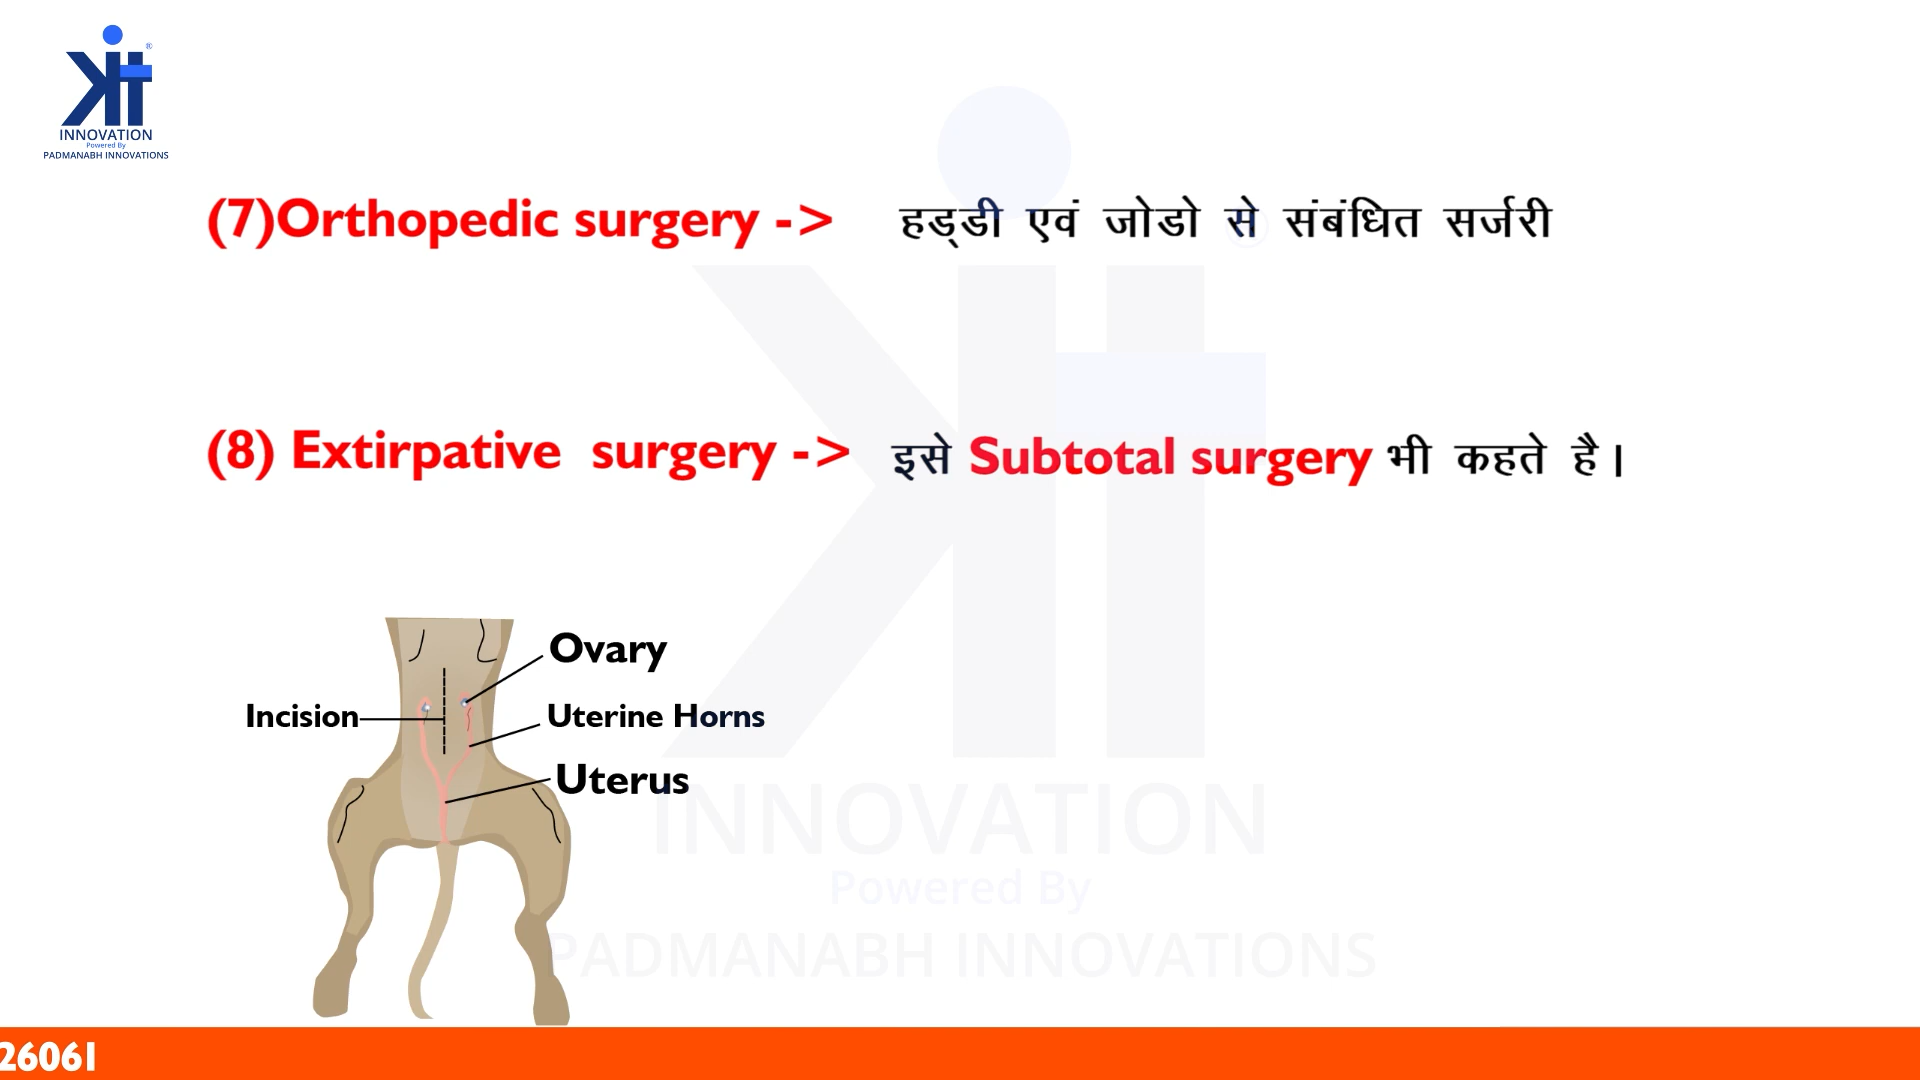 Kit®
INNOVATION
Powered By
PADMANABH INNOVATIONS
(7)Orthopedic surgery -> हड्डी एवं जोडो से संबंधित सर्जरी
(8) Extirpative surgery -> इसे Subtotal surgery भी कहते है।
Ovary
Incision
Uterine Horns
Uterus
INNOVATION
Powered By
PADMANABH INNOVATIONS
26061